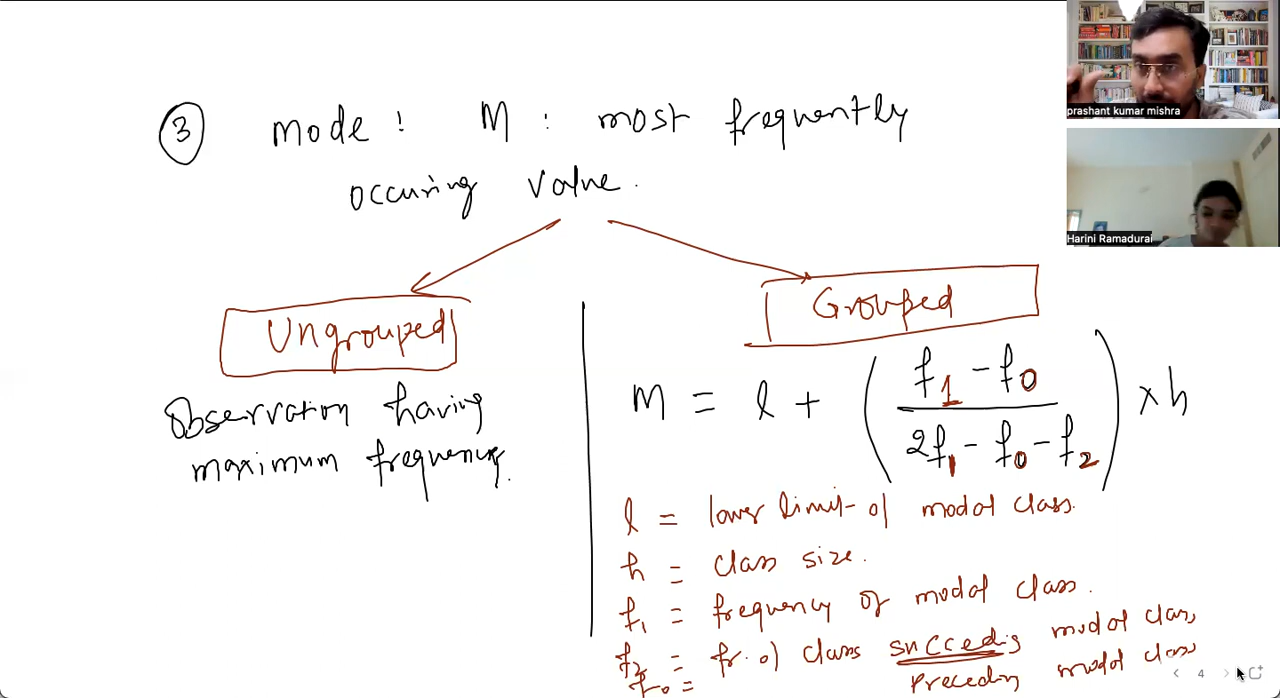 ③ mode : M : most frequently
occuring value.
Ungrouped
Observation having
maximum frequency.
Grouped
M = l + ( f1 - f0 / 2f1 - f0 - f2 ) × h
l = lower limit of modal class.
h = class size.
f1 = frequency of modal class.
f2 = fr. of class succeding modal class
f0 = preceding modal class
prashant kumar mishra
Harini Ramadurai
4